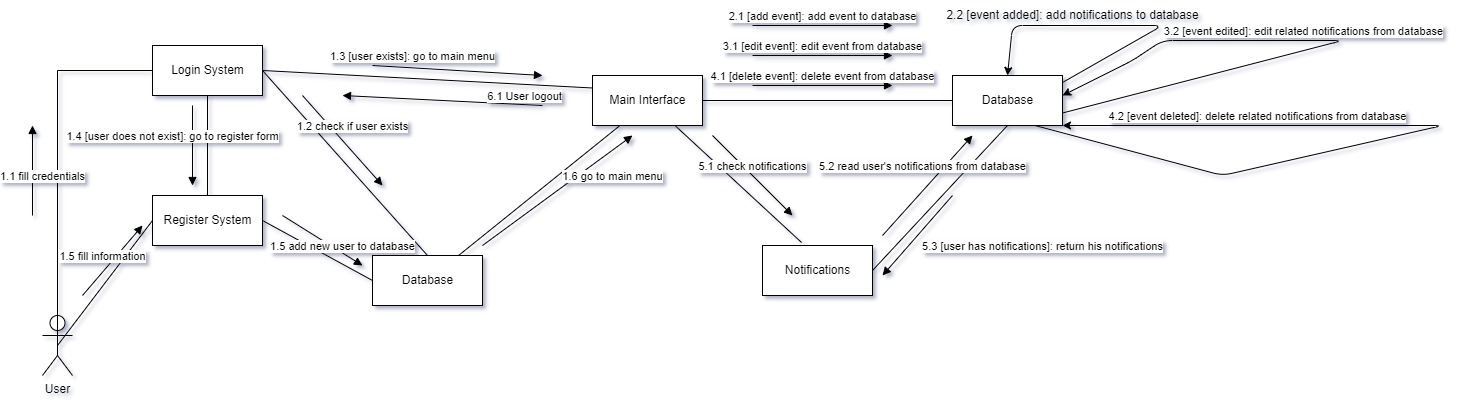 2.1 [add event]: add event to database
2.2 [event added]: add notifications to database
3.2 [event edited]: edit related notifications from database
3.1 [edit event]: edit event from database
1.3 [user exists]: go to main menu
Login System
4.1 [delete event]: delete event from database
6.1 User logout
Main Interface
Database
4.2 [event deleted]: delete related notifications from database
1.2 check if user exists
1.4 [user does not exist]: go to register form
5.1 check notifications
5.2 read user's notifications from database
1.1 fill credentials
1.6 go to main menu
Register System
1.5 add new user to database
5.3 [user has notifications]: return his notifications
1.5 fill information
Notifications
Database
User